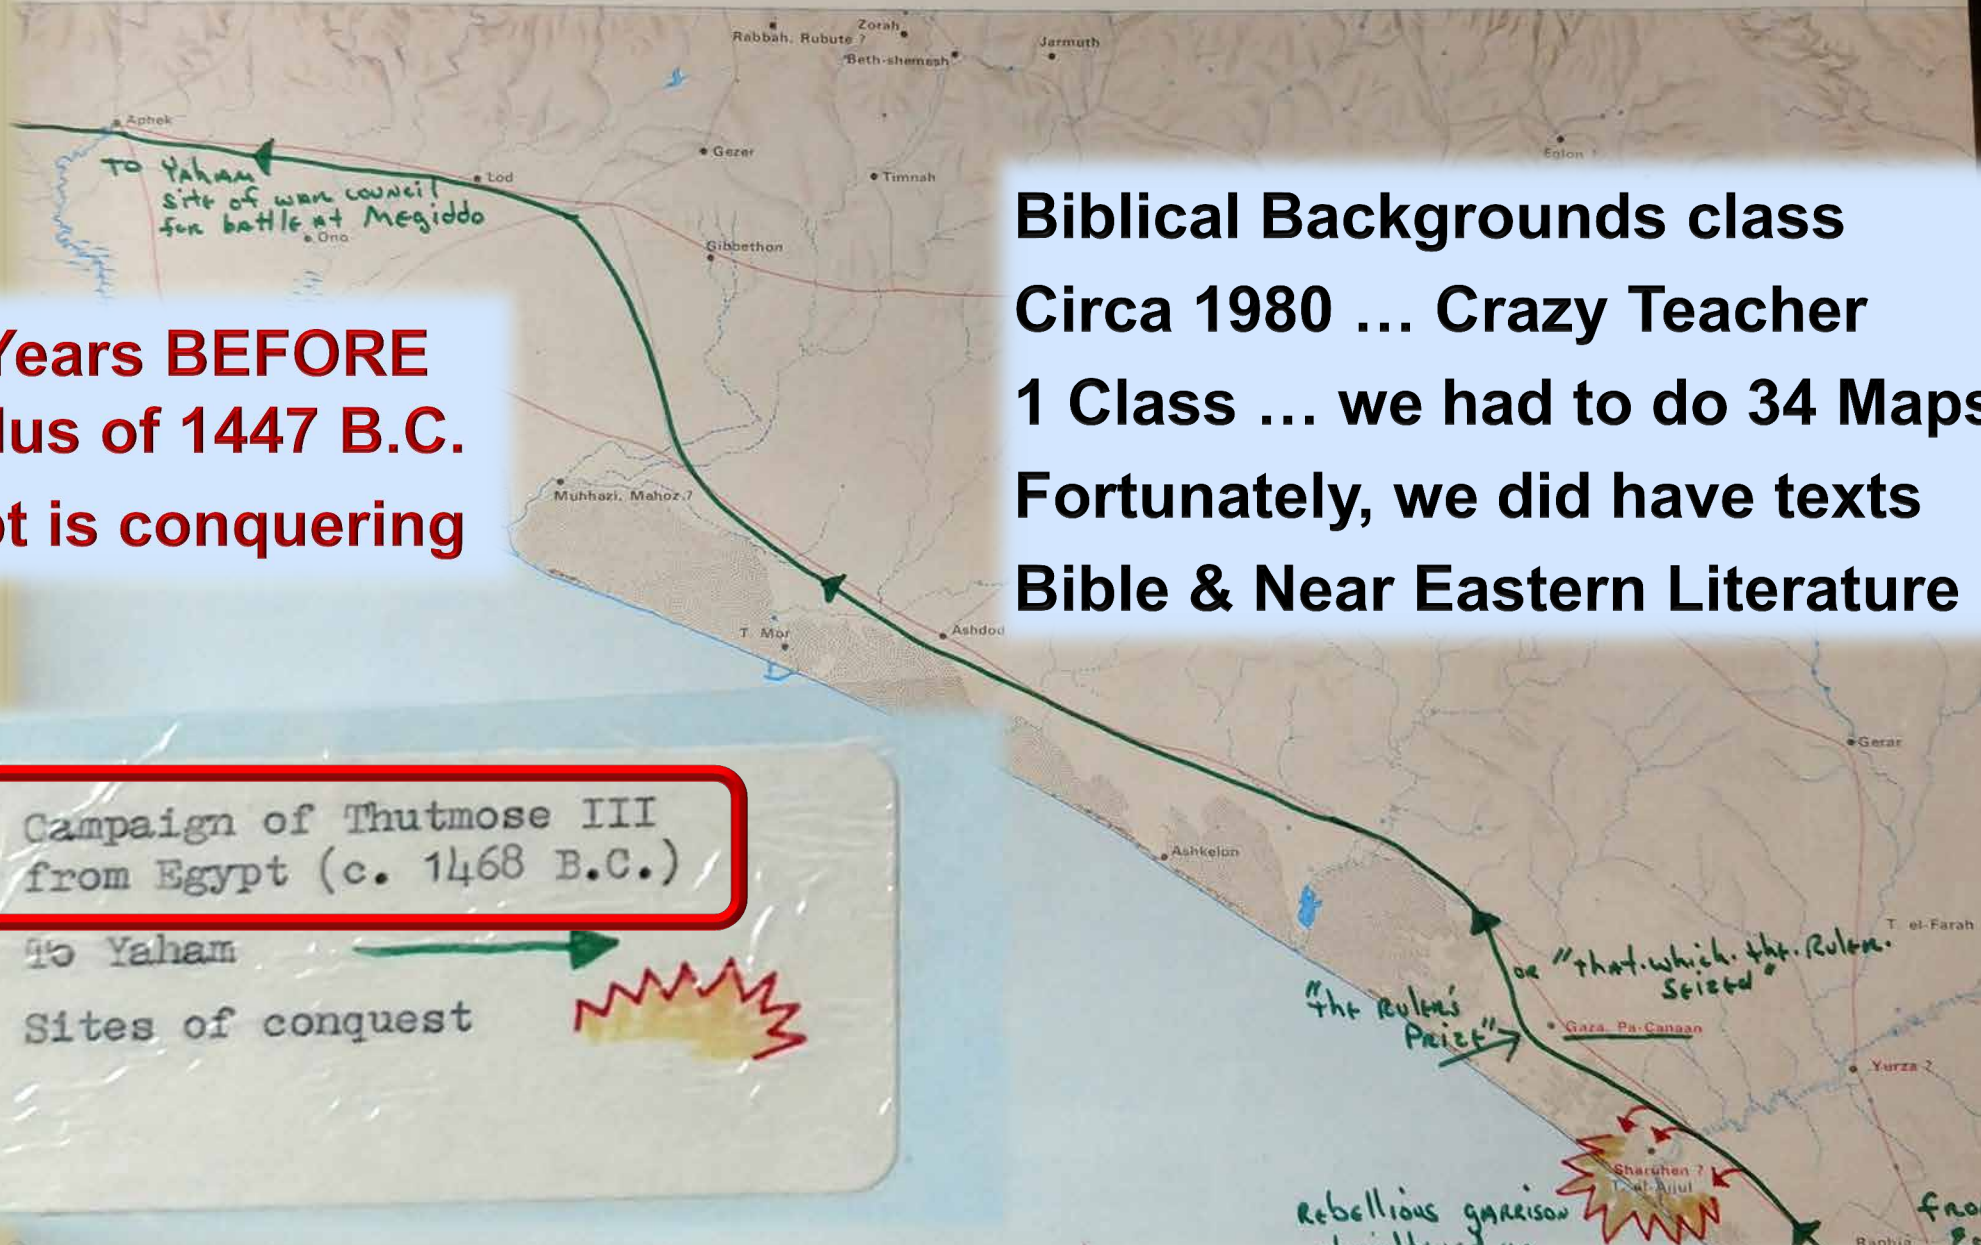 Zorah
Rabbah, Rubute ?
Beth-shemesh
Jarmuth
Aphek
Gezer
Eglon ?
Lod
Timnah
TO YAHAM
site of war council
for battle at Megiddo
Ono
Gibbethon
Biblical Backgrounds class
Circa 1980 … Crazy Teacher
1 Class … we had to do 34 Maps
Fortunately, we did have texts
Bible & Near Eastern Literature
Years BEFORE
lus of 1447 B.C.
pt is conquering
Muhhazi, Mahoz ?
T. Mor
Ashdod
Gerar
Ashkelon
Campaign of Thutmose III
from Egypt (c. 1468 B.C.)
To Yaham
Sites of conquest
T. el-Farah
or "that.which.the.Ruler.
seized"
"the Ruler's
Prize"
Gaza, Pa-Canaan
Yurza ?
Sharuhen ?
T. el-Ajjul
Rebellious garrison
Raphia